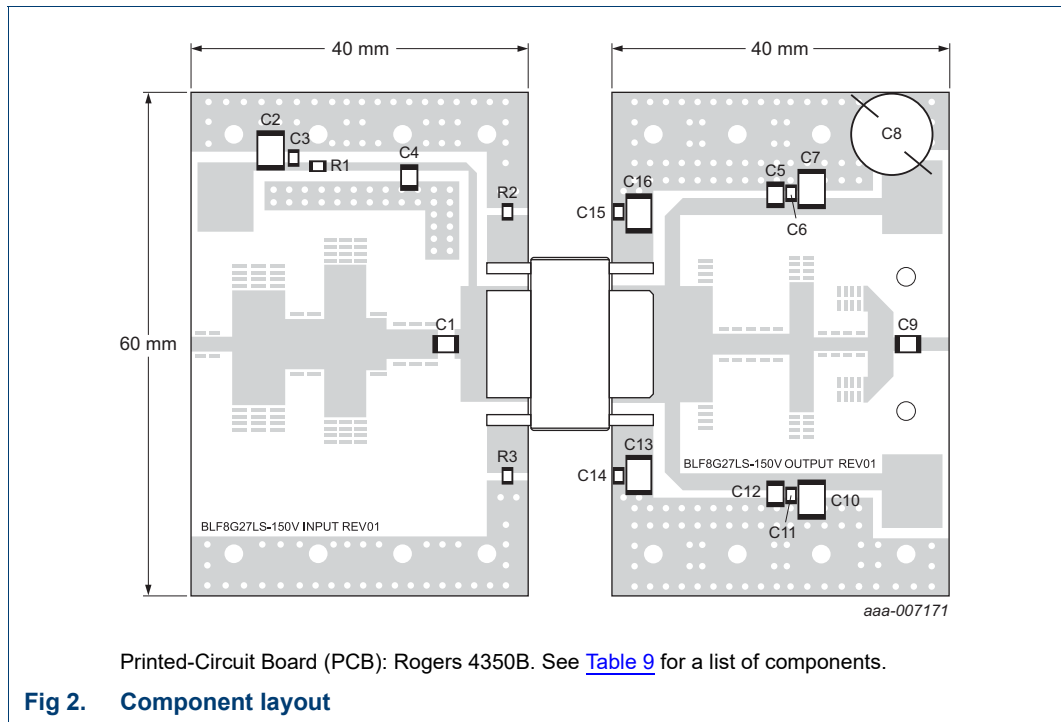 40 mm
40 mm
60 mm
C2
C3
R1
C4
R2
C1
R3
BLF8G27LS-150V INPUT REV01
C15
C16
C5
C6
C7
C8
C9
C14
C13
BLF8G27LS-150V OUTPUT REV01
C12
C11
C10
aaa-007171
Printed-Circuit Board (PCB): Rogers 4350B. See Table 9 for a list of components.
Fig 2. Component layout